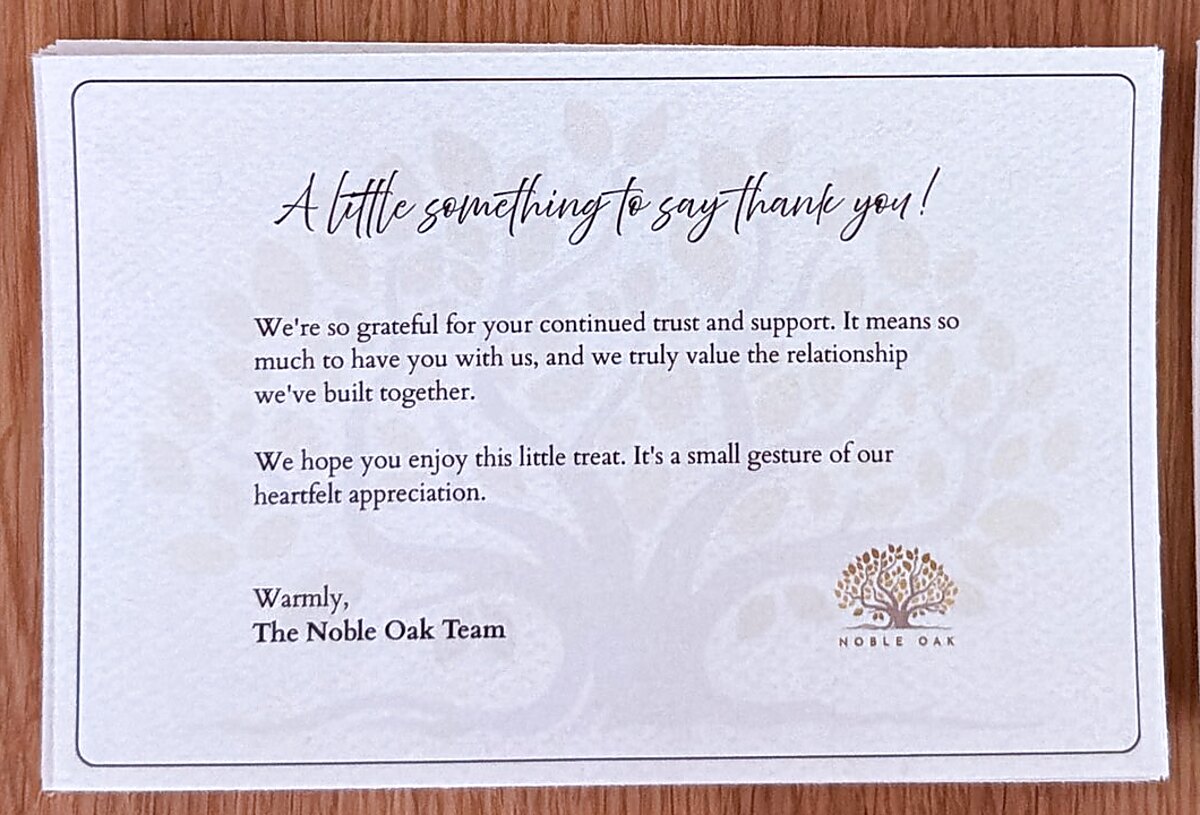 A little something to say thank you!
We're so grateful for your continued trust and support. It means so
much to have you with us, and we truly value the relationship
we've built together.
We hope you enjoy this little treat. It's a small gesture of our
heartfelt appreciation.
Warmly,
The Noble Oak Team
NOBLE OAK